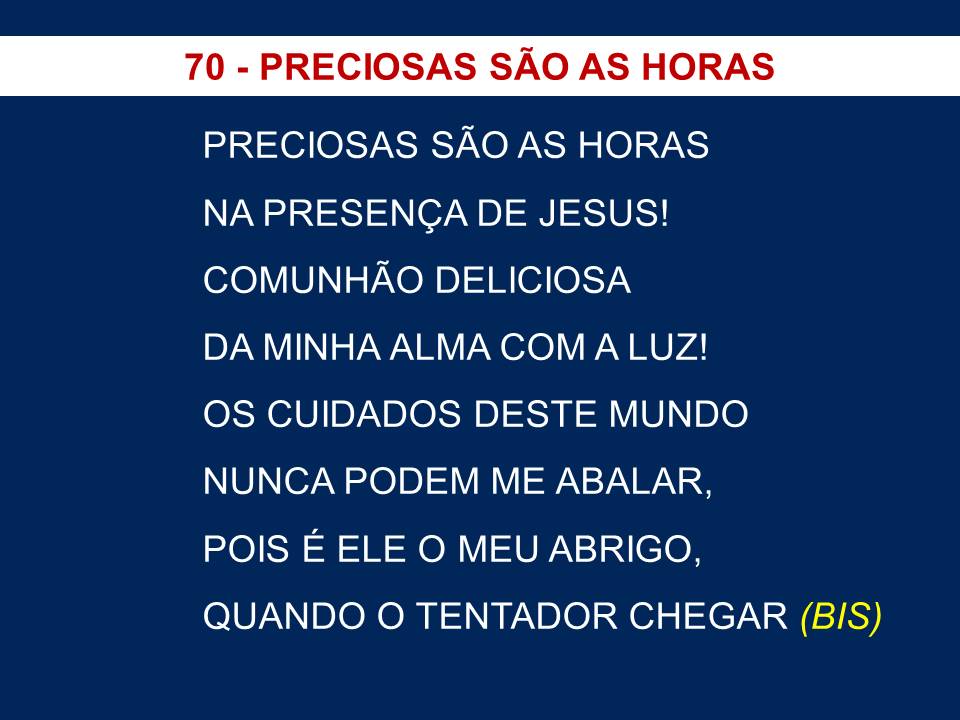 70 - PRECIOSAS SÃO AS HORAS
PRECIOSAS SÃO AS HORAS
NA PRESENÇA DE JESUS!
COMUNHÃO DELICIOSA
DA MINHA ALMA COM A LUZ!
OS CUIDADOS DESTE MUNDO
NUNCA PODEM ME ABALAR,
POIS É ELE O MEU ABRIGO,
QUANDO O TENTADOR CHEGAR (BIS)